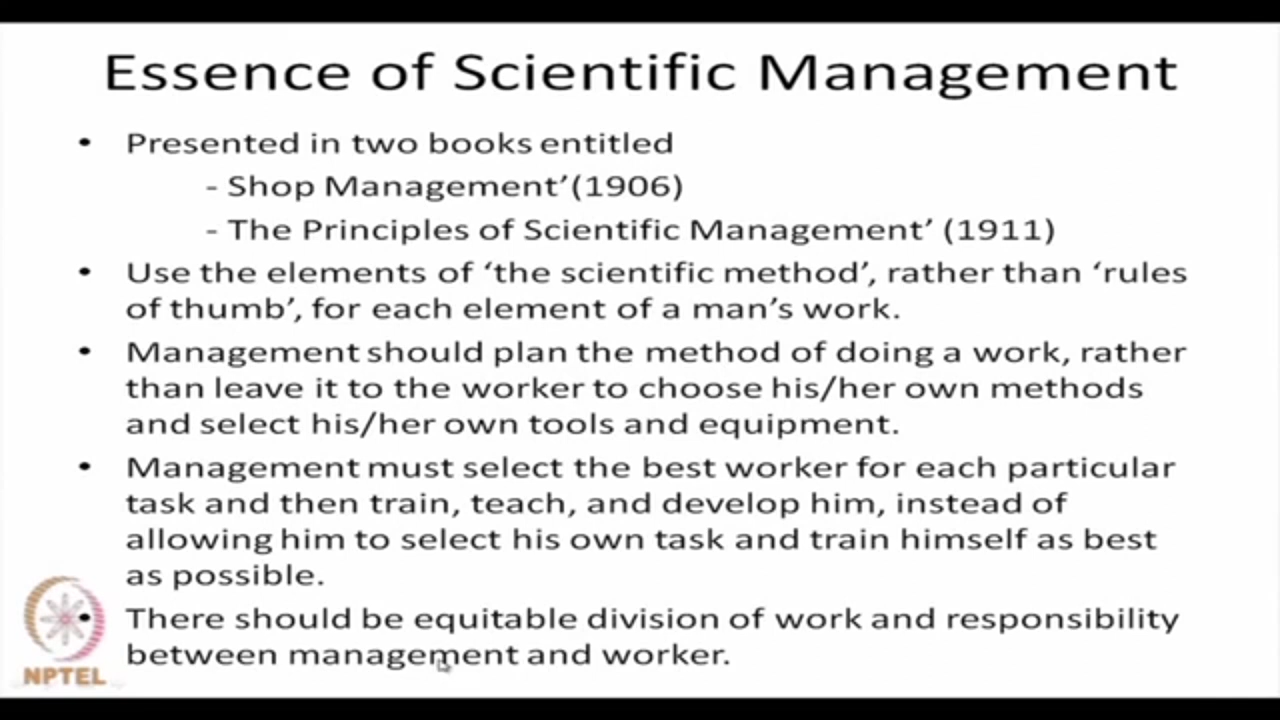 Essence of Scientific Management
• Presented in two books entitled
- Shop Management’(1906)
- The Principles of Scientific Management’ (1911)
• Use the elements of ‘the scientific method’, rather than ‘rules
of thumb’, for each element of a man’s work.
• Management should plan the method of doing a work, rather
than leave it to the worker to choose his/her own methods
and select his/her own tools and equipment.
• Management must select the best worker for each particular
task and then train, teach, and develop him, instead of
allowing him to select his own task and train himself as best
as possible.
• There should be equitable division of work and responsibility
between management and worker.
NPTEL